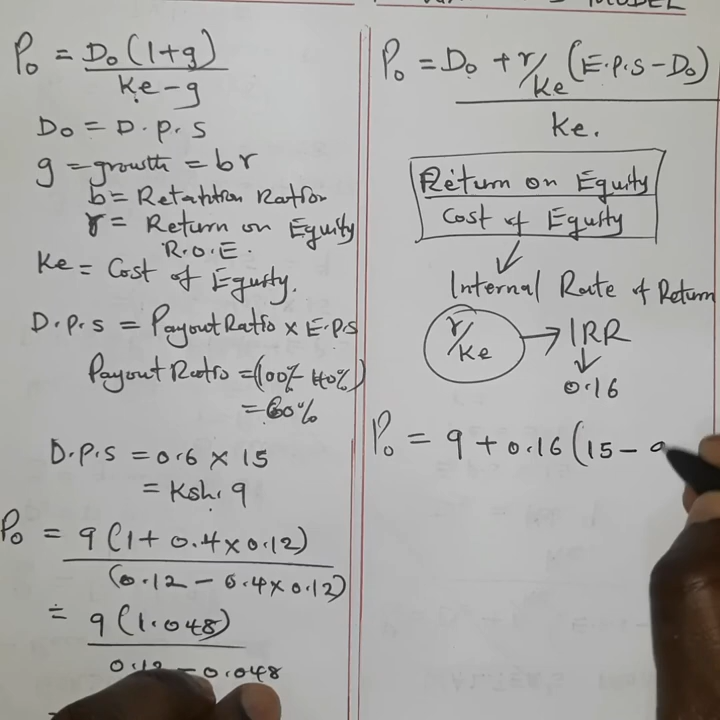 P₀ = D₀(1+g)
Ke - g
D₀ = D.P.S
g = growth = br
b = Retention Ratio
r = Return on Equity
R.O.E.
Ke = Cost of Equity.
D.P.S = Payout Ratio × E.P.S
Payout Ratio = (100% 40%)
= 60%
D.P.S = 0.6 × 15
= Ksh. 9
P₀ = 9(1 + 0.4×0.12)
(0.12 - 0.4×0.12)
= 9(1.048)
0.12 - 0.048
MODEL
P₀ = D₀ + r/Ke (E.P.S - D₀)
Ke.
Return on Equity
Cost of Equity
Internal Rate of Return
r/Ke → IRR
0.16
P₀ = 9 + 0.16(15 - 9